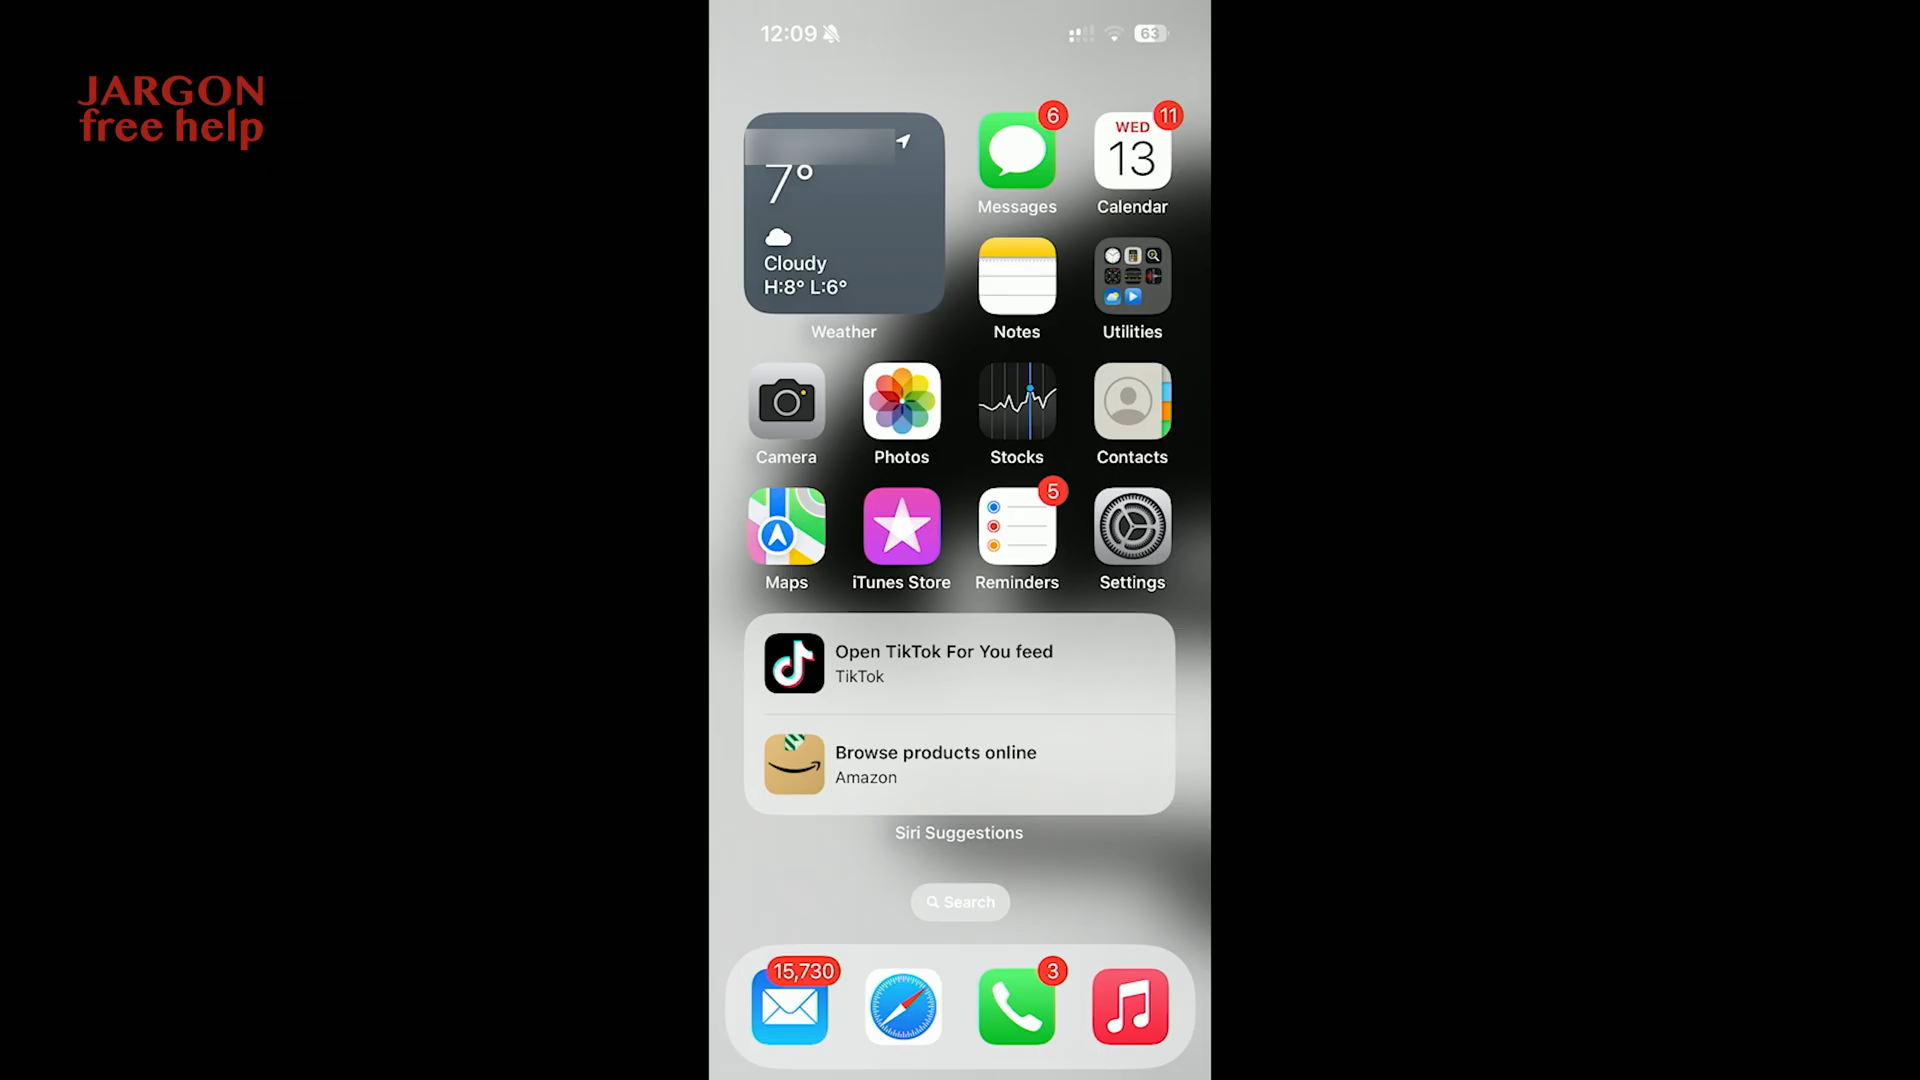 JARGON
free help
12:09
63
7°
Cloudy
H:8° L:6°
Weather
6
Messages
11
WED
13
Calendar
Notes
Utilities
Camera
Photos
Stocks
Contacts
Maps
iTunes Store
5
Reminders
Settings
Open TikTok For You feed
TikTok
Browse products online
Amazon
Siri Suggestions
Search
15,730
3